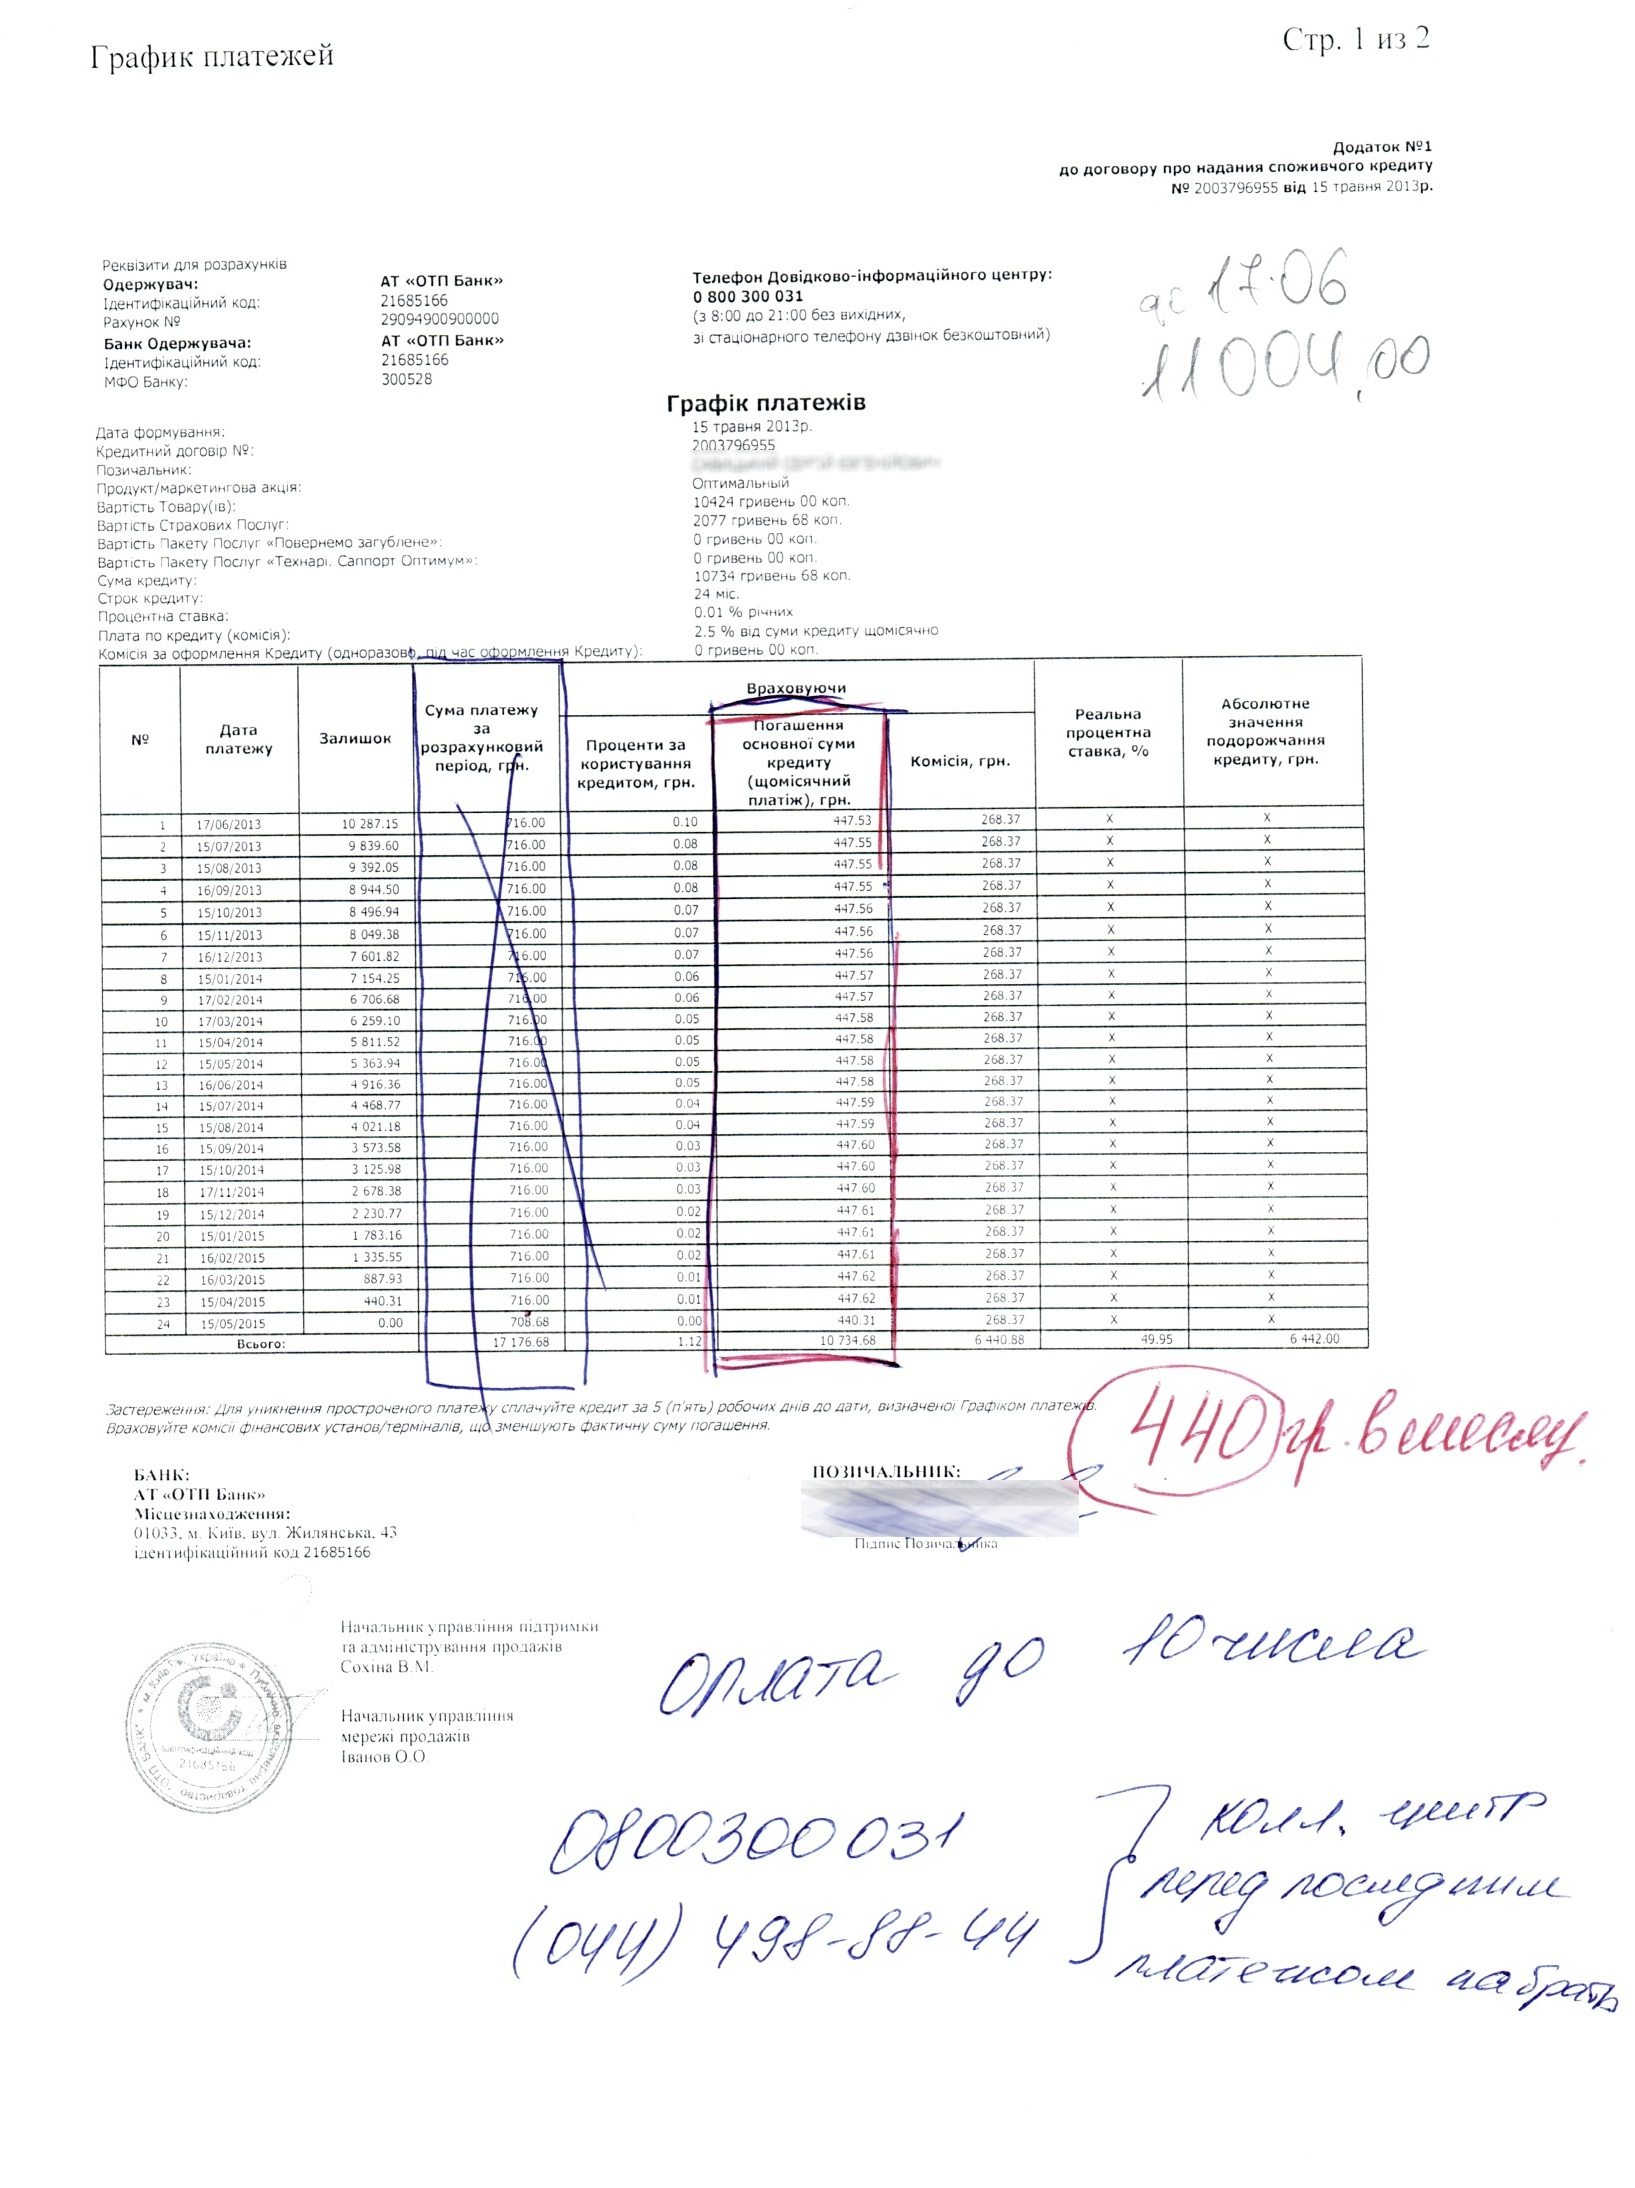 График платежей
Стр. 1 из 2
Додаток №1
до договору про надання споживчого кредиту
№ 2003796955 від 15 травня 2013р.
Реквізити для розрахунків
Одержувач: АТ «ОТП Банк»
Ідентифікаційний код: 21685166
Рахунок № 29094900900000
Банк Одержувача: АТ «ОТП Банк»
Ідентифікаційний код: 21685166
МФО Банку: 300528
Телефон Довідково-інформаційного центру:
0 800 300 031
(з 8:00 до 21:00 без вихідних,
зі стаціонарного телефону дзвінок безкоштовний)
17.06
11004,00
Графік платежів
Дата формування: 15 травня 2013р.
Кредитний договір №: 2003796955
Позичальник:
Продукт/маркетингова акція: Оптимальный
Вартість Товару(ів): 10424 гривень 00 коп.
Вартість Страхових Послуг: 2077 гривень 68 коп.
Вартість Пакету Послуг «Повернемо загублене»: 0 гривень 00 коп.
Вартість Пакету Послуг «Технарі. Саппорт Оптимум»: 0 гривень 00 коп.
Сума кредиту: 10734 гривень 68 коп.
Строк кредиту: 24 міс.
Процентна ставка: 0.01 % річних
Плата по кредиту (комісія): 2.5 % від суми кредиту щомісячно
Комісія за оформлення Кредиту (одноразово, під час оформлення Кредиту): 0 гривень 00 коп.
№ Дата платежу Залишок Сума платежу за розрахунковий період, грн. Враховуючи Проценти за користування кредитом, грн. Погашення основної суми кредиту (щомісячний платіж), грн. Комісія, грн. Реальна процентна ставка, % Абсолютне значення подорожчання кредиту, грн.
1 17/06/2013 10 287.15 716.00 0.10 447.53 268.37 X X
2 15/07/2013 9 839.60 716.00 0.08 447.55 268.37 X X
3 15/08/2013 9 392.05 716.00 0.08 447.55 268.37 X X
4 16/09/2013 8 944.50 716.00 0.08 447.55 268.37 X X
5 15/10/2013 8 496.94 716.00 0.07 447.56 268.37 X X
6 15/11/2013 8 049.38 716.00 0.07 447.56 268.37 X X
7 16/12/2013 7 601.82 716.00 0.07 447.56 268.37 X X
8 15/01/2014 7 154.25 716.00 0.06 447.57 268.37 X X
9 17/02/2014 6 706.68 716.00 0.06 447.57 268.37 X X
10 17/03/2014 6 259.10 716.00 0.05 447.58 268.37 X X
11 15/04/2014 5 811.52 716.00 0.05 447.58 268.37 X X
12 15/05/2014 5 363.94 716.00 0.05 447.58 268.37 X X
13 16/06/2014 4 916.36 716.00 0.05 447.58 268.37 X X
14 15/07/2014 4 468.77 716.00 0.04 447.59 268.37 X X
15 15/08/2014 4 021.18 716.00 0.04 447.59 268.37 X X
16 15/09/2014 3 573.58 716.00 0.03 447.60 268.37 X X
17 15/10/2014 3 125.98 716.00 0.03 447.60 268.37 X X
18 17/11/2014 2 678.38 716.00 0.03 447.60 268.37 X X
19 15/12/2014 2 230.77 716.00 0.02 447.61 268.37 X X
20 15/01/2015 1 783.16 716.00 0.02 447.61 268.37 X X
21 16/02/2015 1 335.55 716.00 0.02 447.61 268.37 X X
22 16/03/2015 887.93 716.00 0.01 447.62 268.37 X X
23 15/04/2015 440.31 716.00 0.01 447.62 268.37 X X
24 15/05/2015 0.00 708.68 0.00 440.31 268.37 X X
Всього: 17 176.68 1.12 10 734.68 6 440.88 49.95 6 442.00
Застереження: Для уникнення простроченого платежу сплачуйте кредит за 5 (п'ять) робочих днів до дати, визначеної Графіком платежів.
Враховуйте комісії фінансових установ/терміналів, що зменшують фактичну суму погашення.
440 гр. в месяц.
БАНК:
АТ «ОТП Банк»
Місцезнаходження:
01033, м. Київ, вул. Жилянська, 43
ідентифікаційний код 21685166
ПОЗИЧАЛЬНИК:
Підпис Позичальника
Начальник управління підтримки
та адміністрування продажів
Сохіна В.М.
Начальник управління
мережі продажів
Іванов О.О
ідентифікаційний код
21685166
оплата до 10 числа
0800300031
(044) 498-88-44
колл. центр
перед последним
платежом набрать